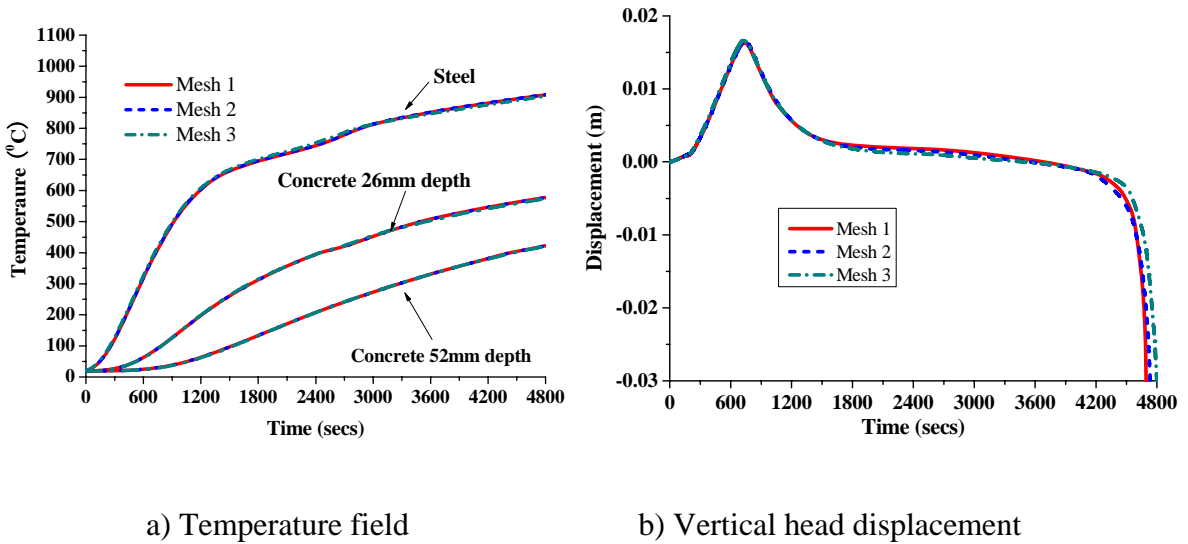 1100
1000
900
800
700
600
500
400
300
200
100
0
Temperaure (⁰C)
Mesh 1
Mesh 2
Mesh 3
Steel
Concrete 26mm depth
Concrete 52mm depth
0 600 1200 1800 2400 3000 3600 4200 4800
Time (secs)
0.02
0.01
0.00
-0.01
-0.02
-0.03
Displacement (m)
Mesh 1
Mesh 2
Mesh 3
0 600 1200 1800 2400 3000 3600 4200 4800
Time (secs)
a) Temperature field
b) Vertical head displacement